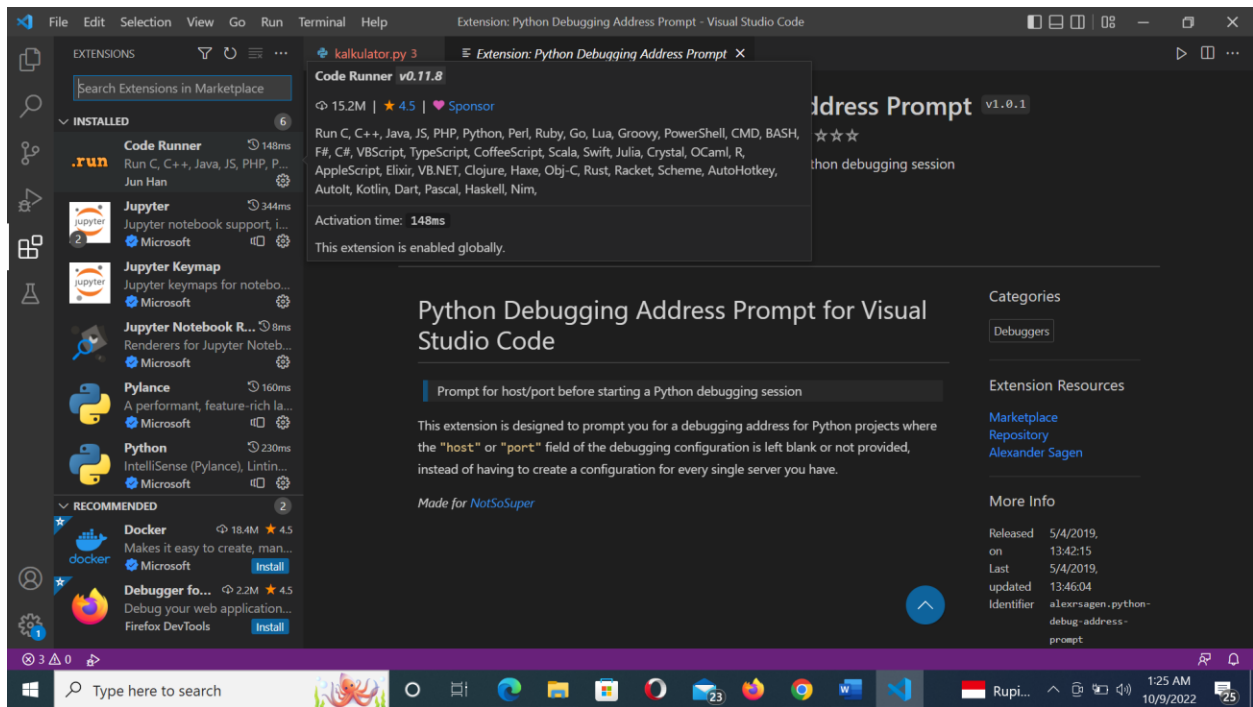 File Edit Selection View Go Run Terminal Help Extension: Python Debugging Address Prompt - Visual Studio Code
EXTENSIONS
kalkulator.py 3 Extension: Python Debugging Address Prompt
Search Extensions in Marketplace
INSTALLED 6
Code Runner 148ms
.run
Run C, C++, Java, JS, PHP, P...
Jun Han
Jupyter 344ms
jupyter
Jupyter notebook support, i...
2
Microsoft
Jupyter Keymap
jupyter
Jupyter keymaps for notebo...
Microsoft
Jupyter Notebook R... 8ms
Renderers for Jupyter Noteb...
Microsoft
Pylance 160ms
A performant, feature-rich la...
Microsoft
Python 230ms
IntelliSense (Pylance), Lintin...
Microsoft
RECOMMENDED 2
Docker 18.4M 4.5
Makes it easy to create, man...
docker
Microsoft Install
Debugger fo... 2.2M 4.5
Debug your web application...
Firefox DevTools Install
Code Runner v0.11.8
15.2M | 4.5 | Sponsor
Run C, C++, Java, JS, PHP, Python, Perl, Ruby, Go, Lua, Groovy, PowerShell, CMD, BASH,
F#, C#, VBScript, TypeScript, CoffeeScript, Scala, Swift, Julia, Crystal, OCaml, R,
AppleScript, Elixir, VB.NET, Clojure, Haxe, Obj-C, Rust, Racket, Scheme, AutoHotkey,
AutoIt, Kotlin, Dart, Pascal, Haskell, Nim,
Activation time: 148ms
This extension is enabled globally.
ddress Prompt v1.0.1
thon debugging session
Python Debugging Address Prompt for Visual
Studio Code
Prompt for host/port before starting a Python debugging session
This extension is designed to prompt you for a debugging address for Python projects where
the "host" or "port" field of the debugging configuration is left blank or not provided,
instead of having to create a configuration for every single server you have.
Made for NotSoSuper
Categories
Debuggers
Extension Resources
Marketplace
Repository
Alexander Sagen
More Info
Released 5/4/2019,
on 13:42:15
Last 5/4/2019,
updated 13:46:04
Identifier alexrsagen.python-
debug-address-
prompt
1
3 0
Type here to search
23
Rupi...
1:25 AM
10/9/2022
25